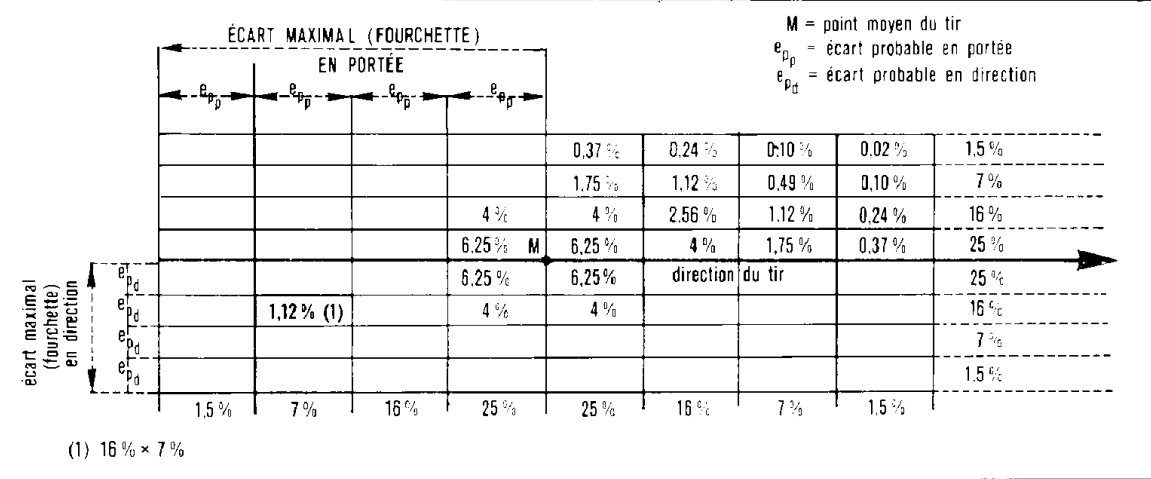 ÉCART MAXIMAL (FOURCHETTE)
EN PORTÉE
e_pp e_pp e_pp e_pp
M = point moyen du tir
e_pp = écart probable en portée
e_pd = écart probable en direction
0,37 % 0,24 % 0,10 % 0,02 % 1,5 %
1,75 % 1,12 % 0,49 % 0,10 % 7 %
4 % 4 % 2,56 % 1,12 % 0,24 % 16 %
6,25 % M 6,25 % 4 % 1,75 % 0,37 % 25 %
e_pd 6,25 % 6,25 % direction du tir 25 %
e_pd 1,12 % (1) 4 % 4 % 16 %
e_pd 7 %
e_pd 1.5 %
écart maximal
(fourchette)
en direction
1,5 % 7 % 16 % 25 % 25 % 16 % 7 % 1,5 %
(1) 16 % × 7 %